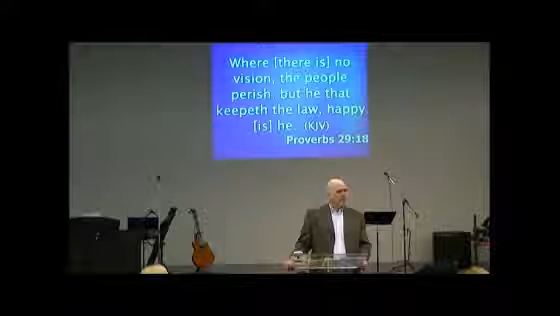 Where [there is] no
vision, the people
perish but he that
keepeth the law, happy
[is] he. (KJV)
Proverbs 29:18